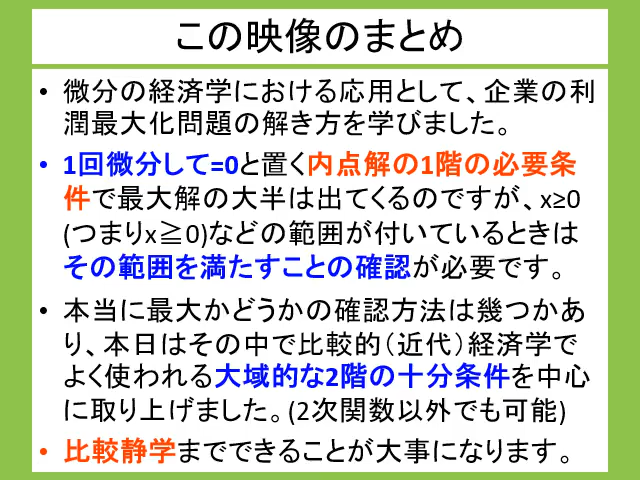 この映像のまとめ
• 微分の経済学における応用として、企業の利
潤最大化問題の解き方を学びました。
• 1回微分して=0と置く内点解の1階の必要条
件で最大解の大半は出てくるのですが、x≥0
(つまりx≧0)などの範囲が付いているときは
その範囲を満たすことの確認が必要です。
• 本当に最大かどうかの確認方法は幾つかあ
り、本日はその中で比較的（近代）経済学で
よく使われる大域的な2階の十分条件を中心
に取り上げました。(2次関数以外でも可能)
• 比較静学までできることが大事になります。